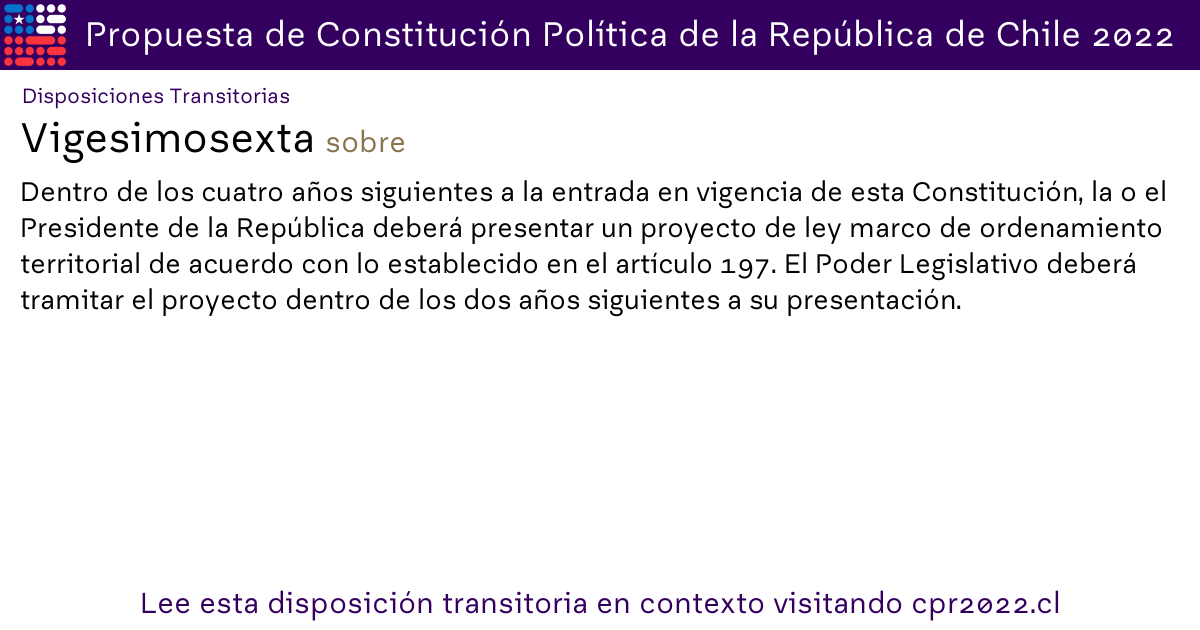 Propuesta de Constitución Política de la República de Chile 2022
Disposiciones Transitorias
Vigesimosexta sobre
Dentro de los cuatro años siguientes a la entrada en vigencia de esta Constitución, la o el
Presidente de la República deberá presentar un proyecto de ley marco de ordenamiento
territorial de acuerdo con lo establecido en el artículo 197. El Poder Legislativo deberá
tramitar el proyecto dentro de los dos años siguientes a su presentación.
Lee esta disposición transitoria en contexto visitando cpr2022.cl